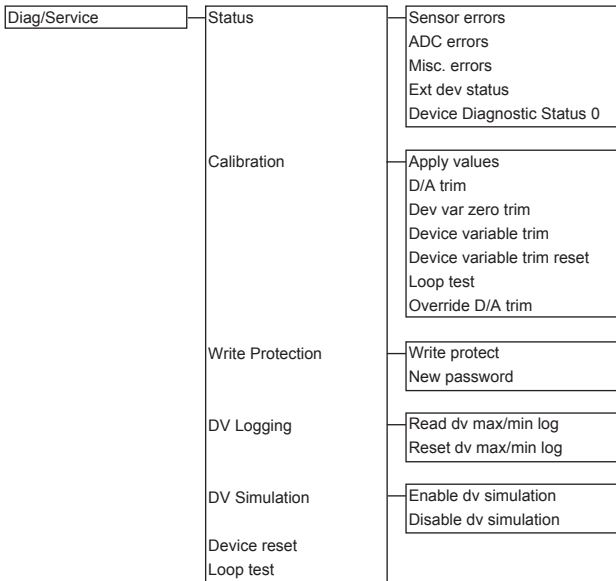 Diag/Service
Status
Sensor errors
ADC errors
Misc. errors
Ext dev status
Device Diagnostic Status 0
Calibration
Apply values
D/A trim
Dev var zero trim
Device variable trim
Device variable trim reset
Loop test
Override D/A trim
Write Protection
Write protect
New password
DV Logging
Read dv max/min log
Reset dv max/min log
DV Simulation
Enable dv simulation
Disable dv simulation
Device reset
Loop test